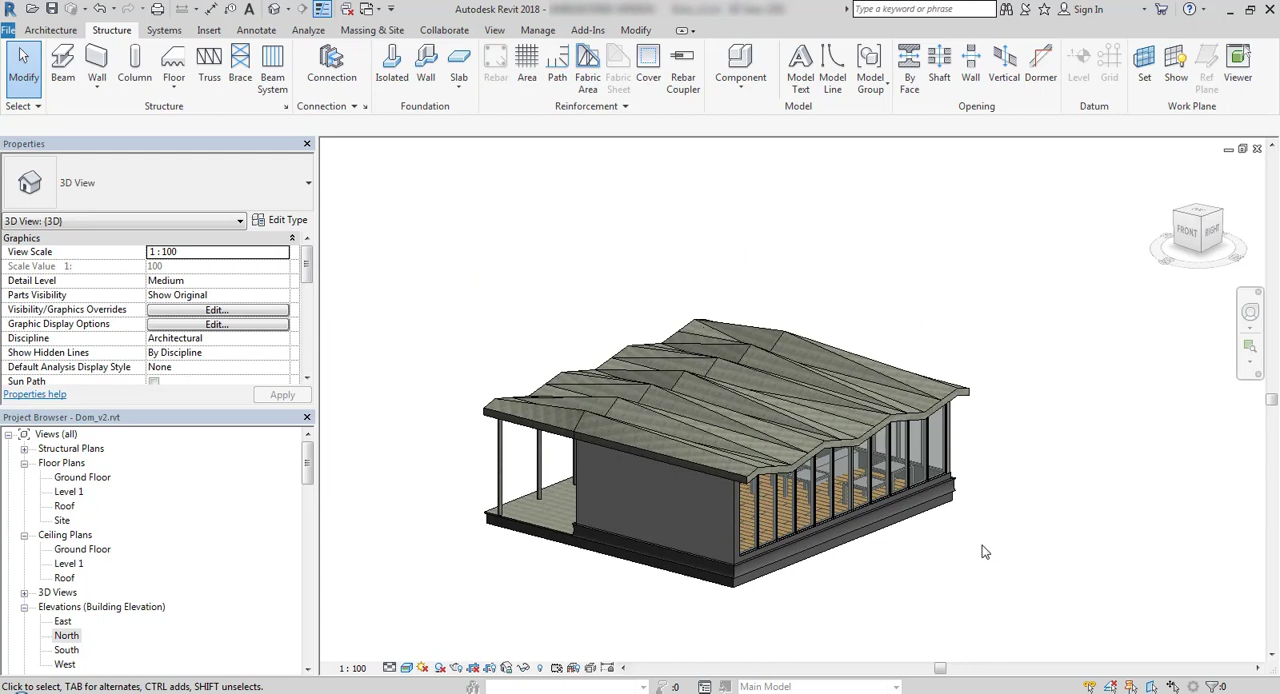 Autodesk Revit 2018 -
Type a keyword or phrase
Sign In
File Architecture Structure Systems Insert Annotate Analyze Massing & Site Collaborate View Manage Add-Ins Modify
Modify Beam Wall Column Floor Truss Brace Beam System Connection Isolated Wall Slab Rebar Area Path Fabric Area Fabric Sheet Cover Rebar Coupler Component Model Text Model Line Model Group By Face Shaft Wall Vertical Dormer Level Grid Set Show Ref Plane Viewer
Select Structure Connection Foundation Reinforcement Model Opening Datum Work Plane
Properties
3D View
3D View: {3D} Edit Type
Graphics
View Scale 1 : 100
Scale Value 1: 100
Detail Level Medium
Parts Visibility Show Original
Visibility/Graphics Overrides Edit...
Graphic Display Options Edit...
Discipline Architectural
Show Hidden Lines By Discipline
Default Analysis Display Style None
Sun Path
Properties help Apply
Project Browser - Dom_v2.rvt
Views (all)
Structural Plans
Floor Plans
Ground Floor
Level 1
Roof
Site
Ceiling Plans
Ground Floor
Level 1
Roof
3D Views
Elevations (Building Elevation)
East
North
South
West
FRONT RIGHT
1 : 100
Click to select, TAB for alternates, CTRL adds, SHIFT unselects.
:0
Main Model
:0